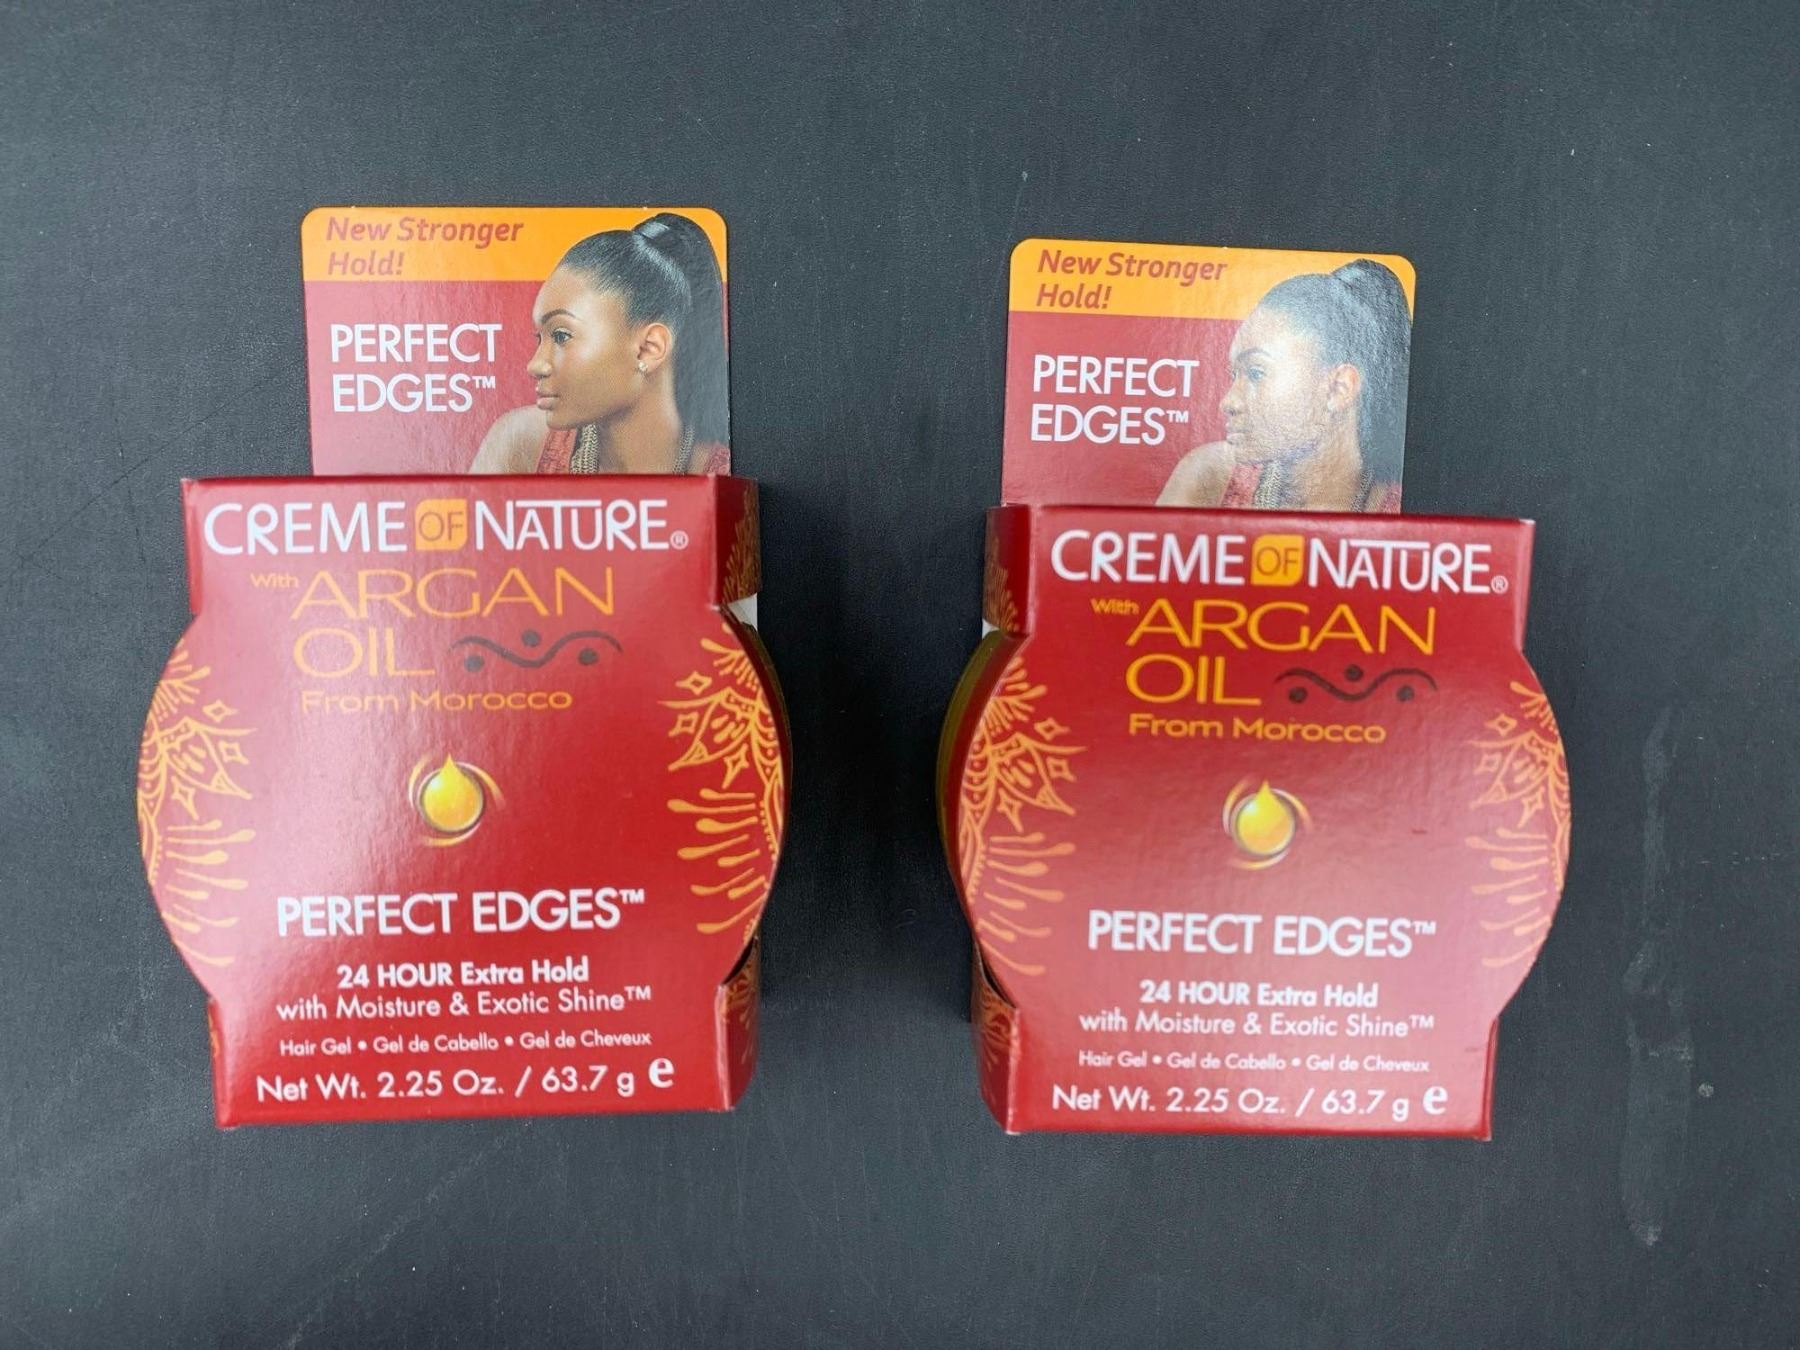 New Stronger
Hold!
PERFECT
EDGES™
CREME OF NATURE®
With ARGAN
OIL
From Morocco
PERFECT EDGES™
24 HOUR Extra Hold
with Moisture & Exotic Shine™
Hair Gel • Gel de Cabello • Gel de Cheveux
Net Wt. 2.25 Oz. / 63.7 g e
New Stronger
Hold!
PERFECT
EDGES™
CREME OF NATURE®
With ARGAN
OIL
From Morocco
PERFECT EDGES™
24 HOUR Extra Hold
with Moisture & Exotic Shine™
Hair Gel • Gel de Cabello • Gel de Cheveux
Net Wt. 2.25 Oz. / 63.7 g e